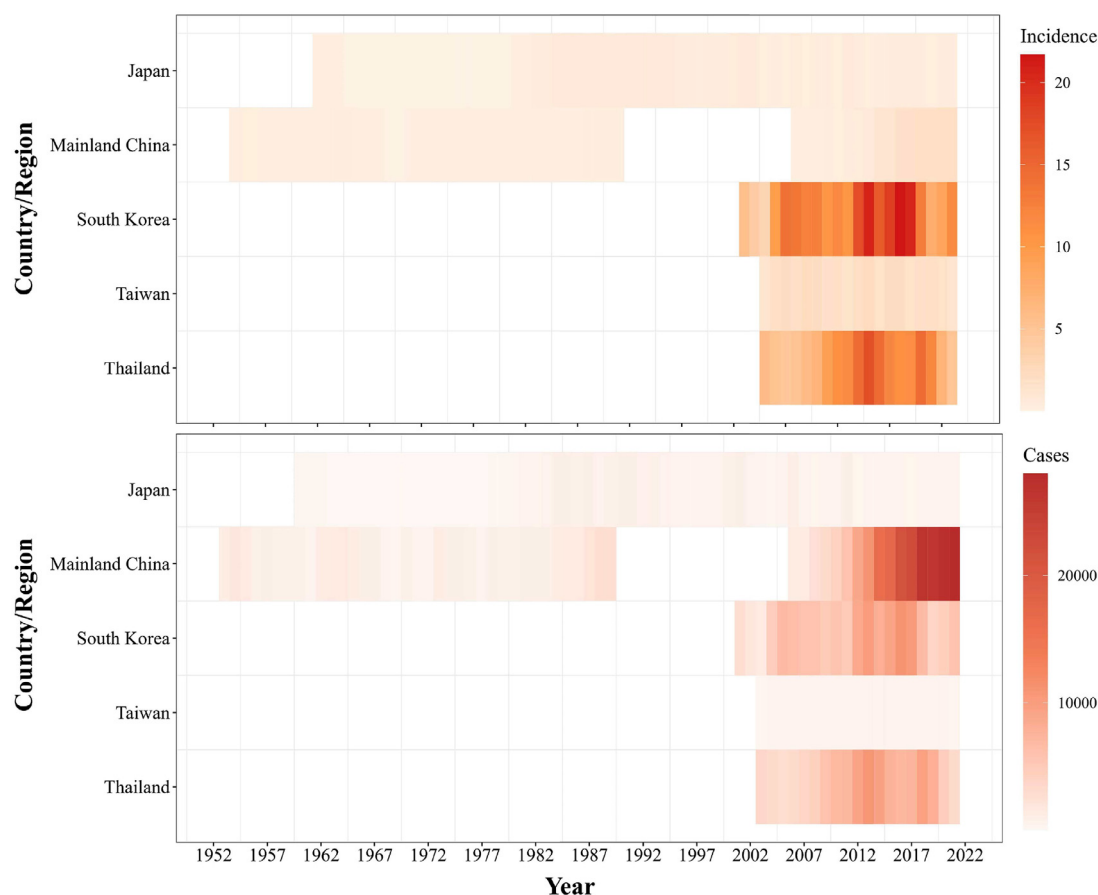 Incidence
20
15
10
5
Country/Region
Japan
Mainland China
South Korea
Taiwan
Thailand
Cases
20000
10000
Country/Region
Japan
Mainland China
South Korea
Taiwan
Thailand
1952 1957 1962 1967 1972 1977 1982 1987 1992 1997 2002 2007 2012 2017 2022
Year